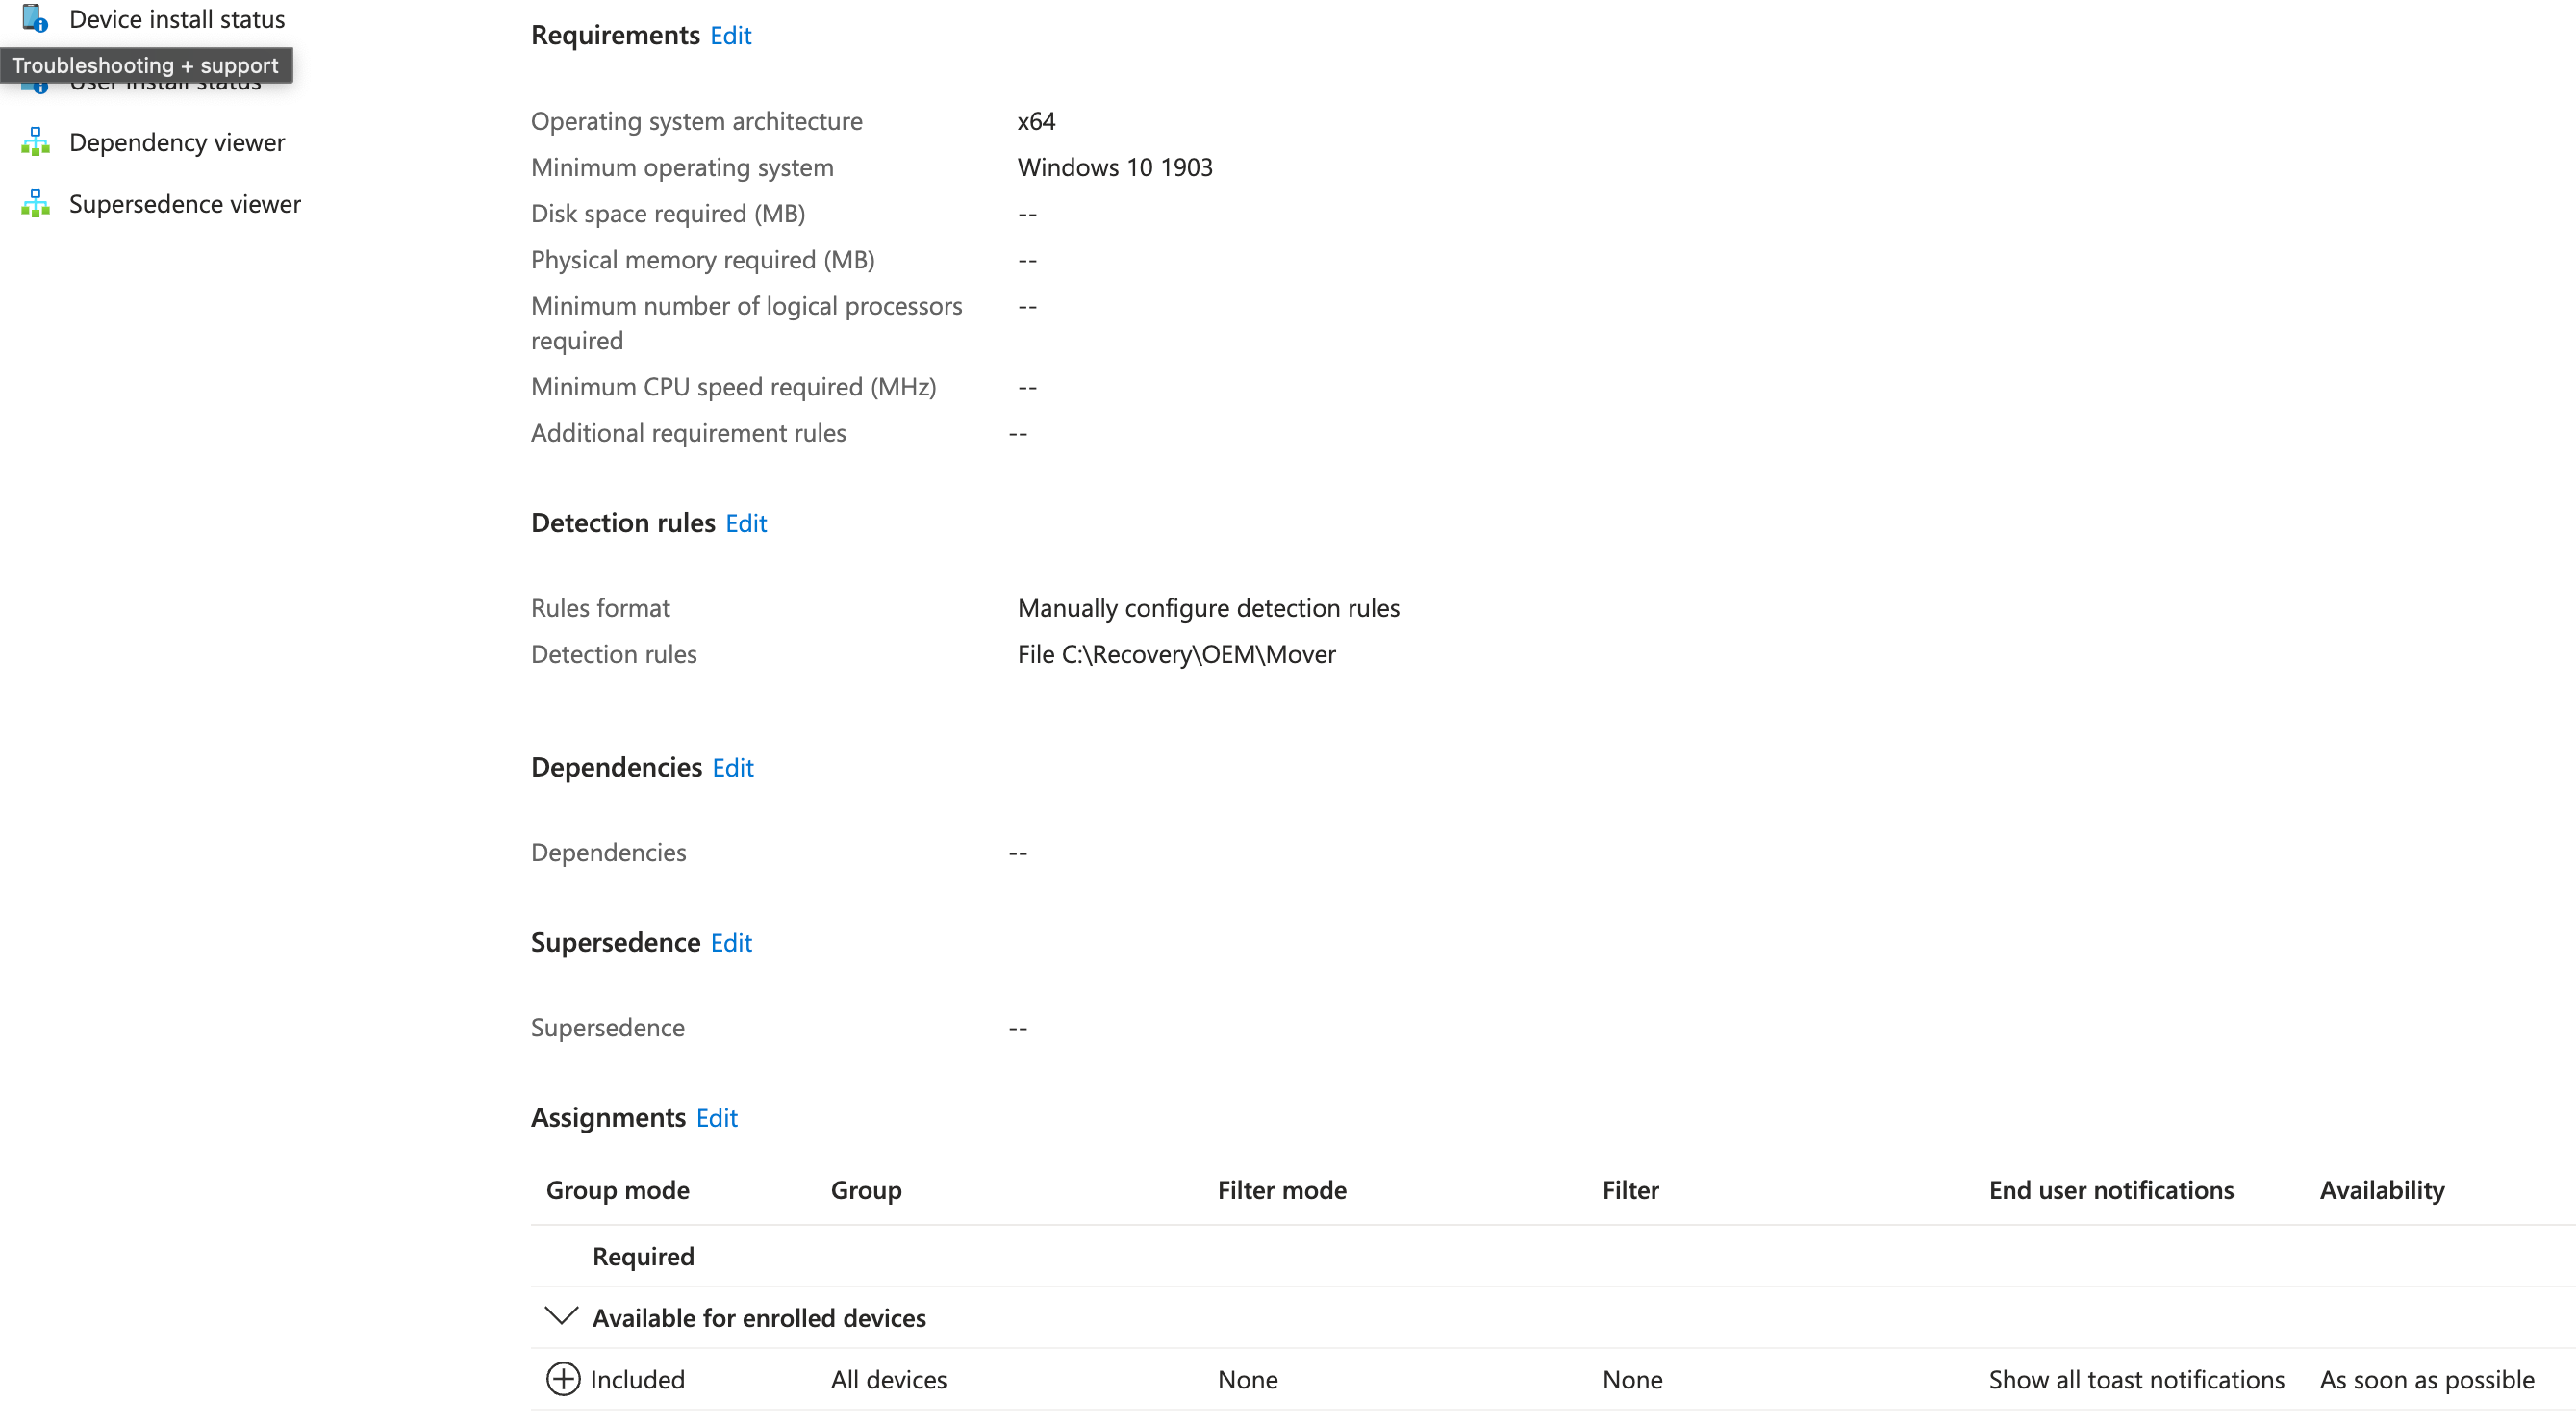 Device install status
Troubleshooting + support
User install status
Dependency viewer
Supersedence viewer
Requirements Edit
Operating system architecture x64
Minimum operating system Windows 10 1903
Disk space required (MB) --
Physical memory required (MB) --
Minimum number of logical processors --
required
Minimum CPU speed required (MHz) --
Additional requirement rules --
Detection rules Edit
Rules format Manually configure detection rules
Detection rules File C:\Recovery\OEM\Mover
Dependencies Edit
Dependencies --
Supersedence Edit
Supersedence --
Assignments Edit
Group mode Group Filter mode Filter End user notifications Availability
Required
Available for enrolled devices
Included All devices None None Show all toast notifications As soon as possible